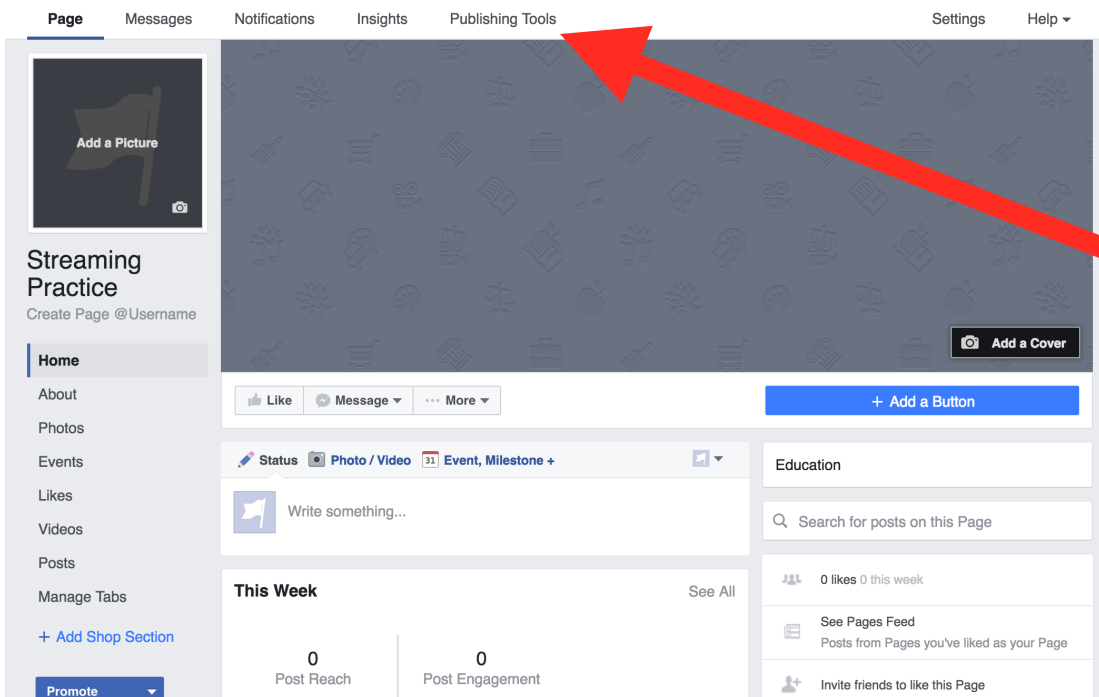 Page Messages Notifications Insights Publishing Tools Settings Help
Add a Picture
Streaming
Practice
Create Page @Username
Home
About
Photos
Events
Likes
Videos
Posts
Manage Tabs
+ Add Shop Section
Promote
Add a Cover
Like Message ··· More
+ Add a Button
Status Photo / Video 31 Event, Milestone +
Write something...
This Week See All
0
Post Reach
0
Post Engagement
Education
Search for posts on this Page
0 likes 0 this week
See Pages Feed
Posts from Pages you've liked as your Page
Invite friends to like this Page